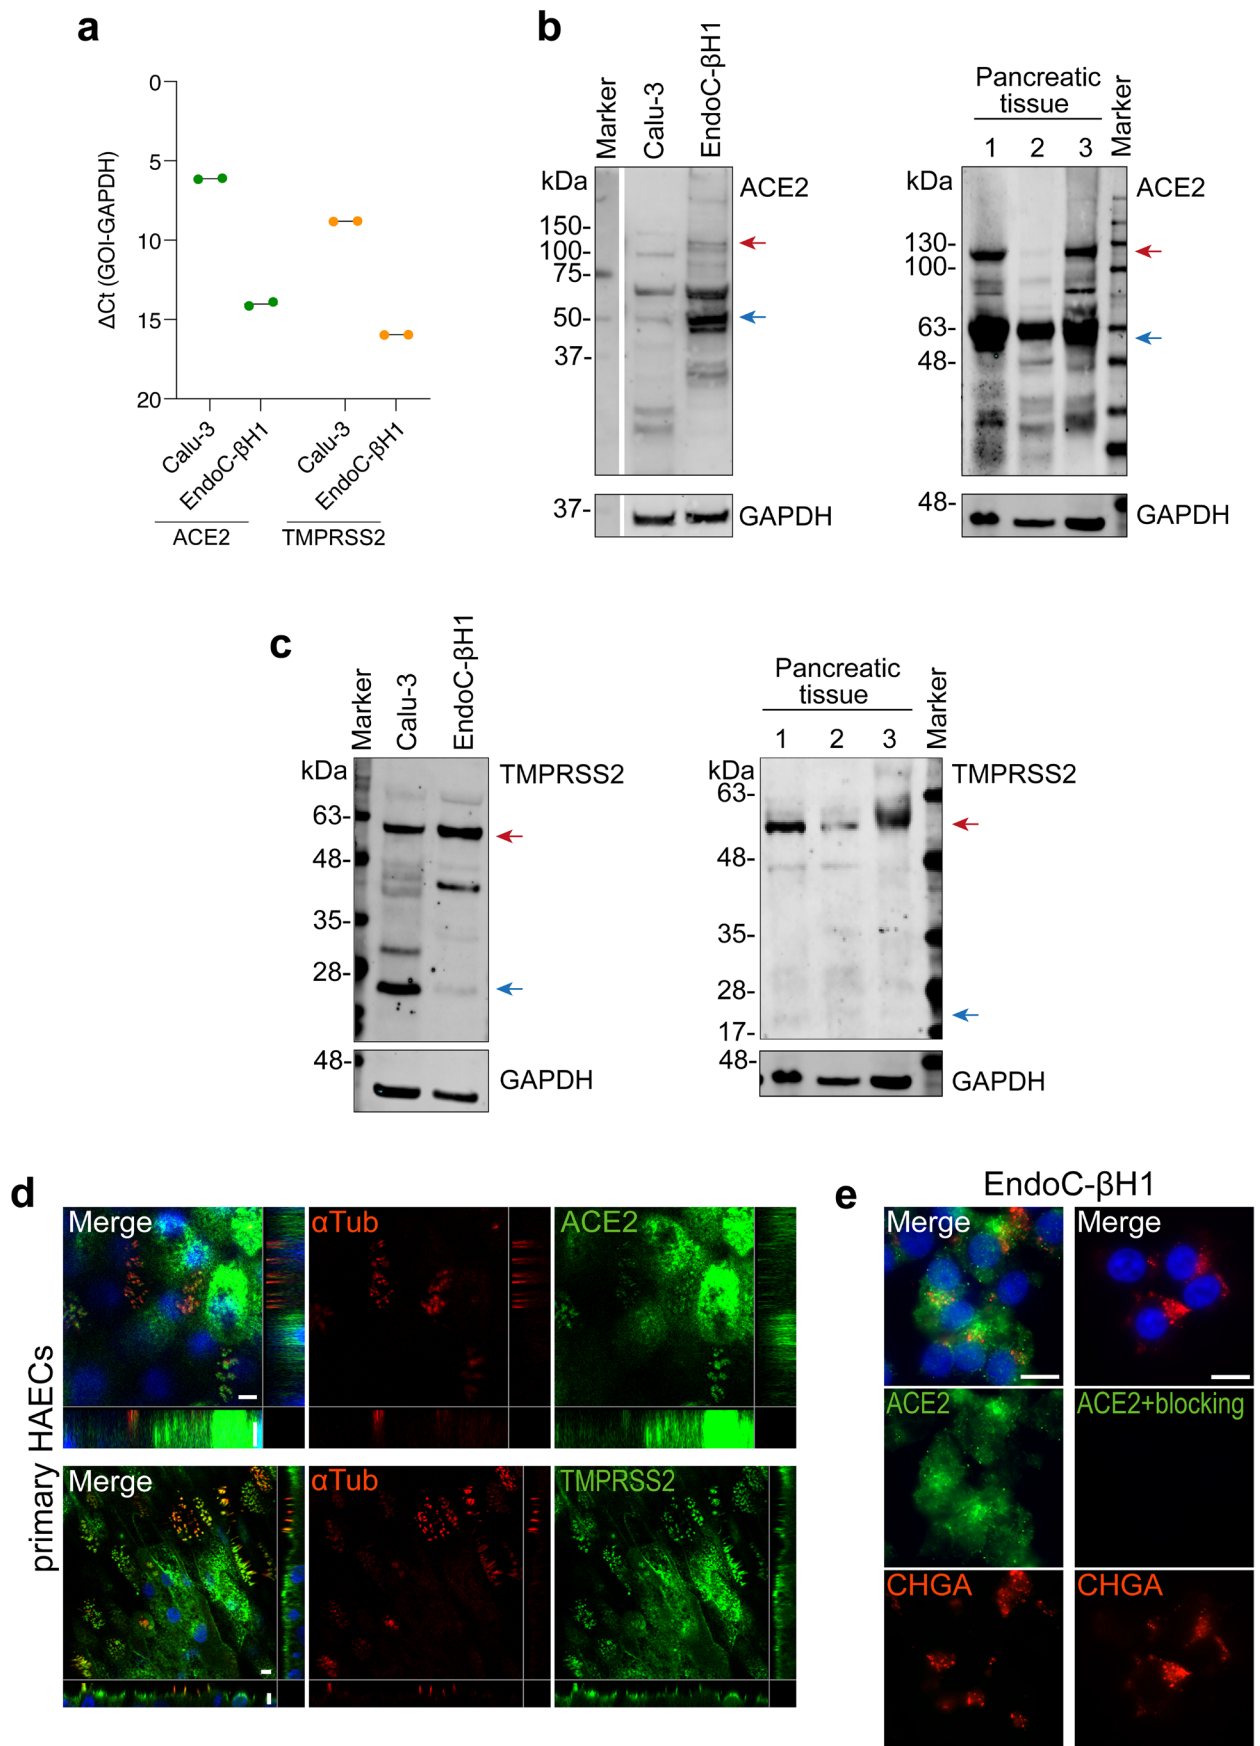 a
0
5
10
15
20
ΔCt (GOI-GAPDH)
Calu-3
EndoC-βH1
Calu-3
EndoC-βH1
ACE2
TMPRSS2
b
Marker
Calu-3
EndoC-βH1
kDa
ACE2
150-
100-
75-
50-
37-
37-
GAPDH
Pancreatic
tissue
1 2 3
Marker
kDa
ACE2
130-
100-
63-
48-
48-
GAPDH
c
Marker
Calu-3
EndoC-βH1
kDa
TMPRSS2
63-
48-
35-
28-
48-
GAPDH
Pancreatic
tissue
1 2 3
Marker
kDa
TMPRSS2
63-
48-
35-
28-
17-
48-
GAPDH
d
primary HAECs
Merge
αTub
ACE2
Merge
αTub
TMPRSS2
e
EndoC-βH1
Merge
Merge
ACE2
ACE2+blocking
CHGA
CHGA